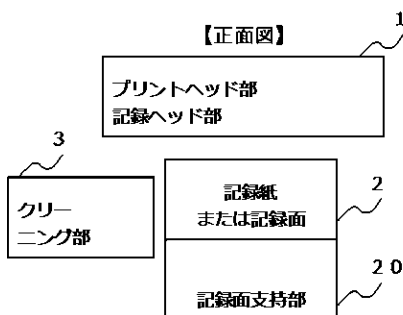 【正面図】
1
プリントヘッド部
記録ヘッド部
3
クリー
ニング部
記録紙
または記録面
2
記録面支持部
20